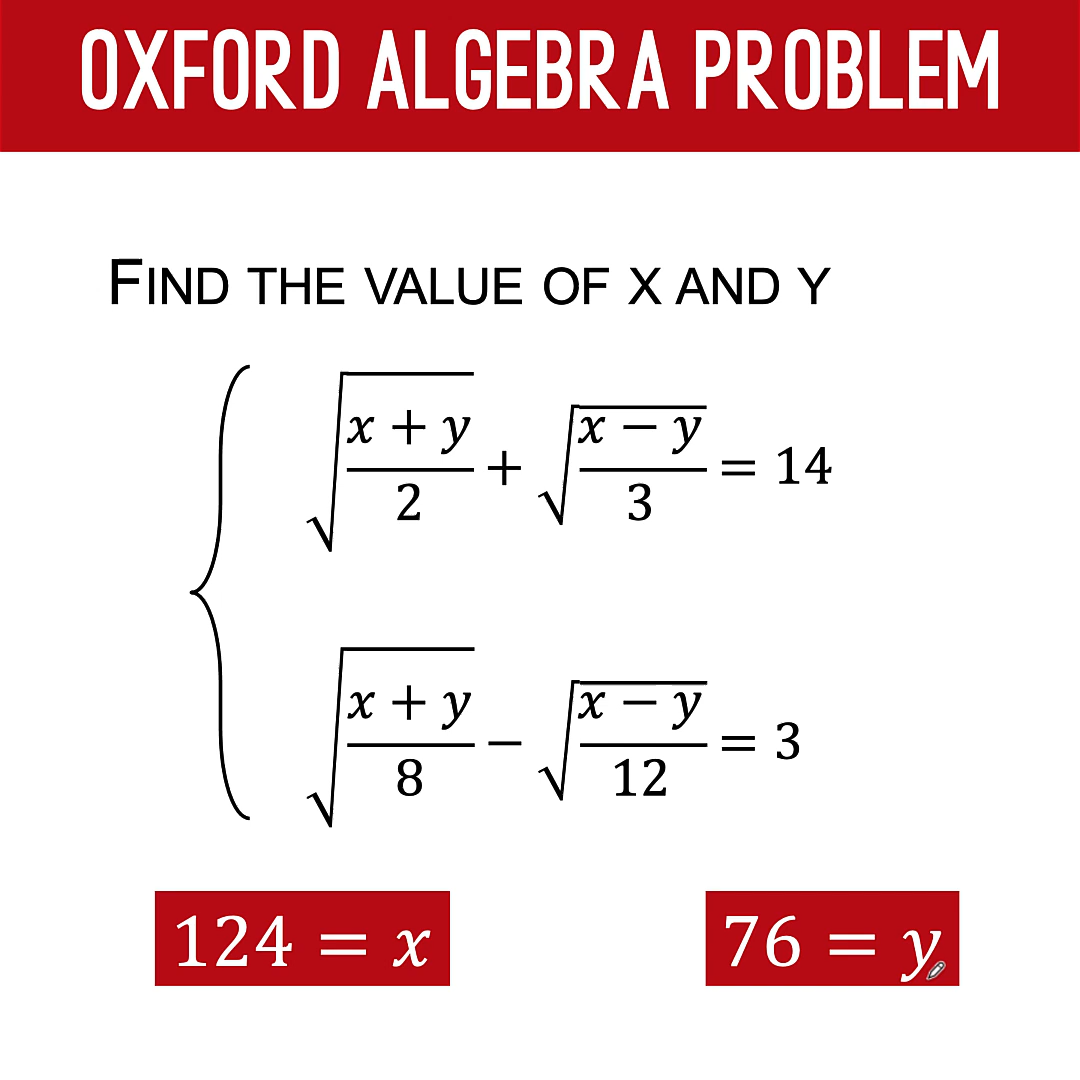 OXFORD ALGEBRA PROBLEM
FIND THE VALUE OF X AND Y
√((x + y)/2) + √((x − y)/3) = 14
√((x + y)/8) − √((x − y)/12) = 3
124 = x
76 = y